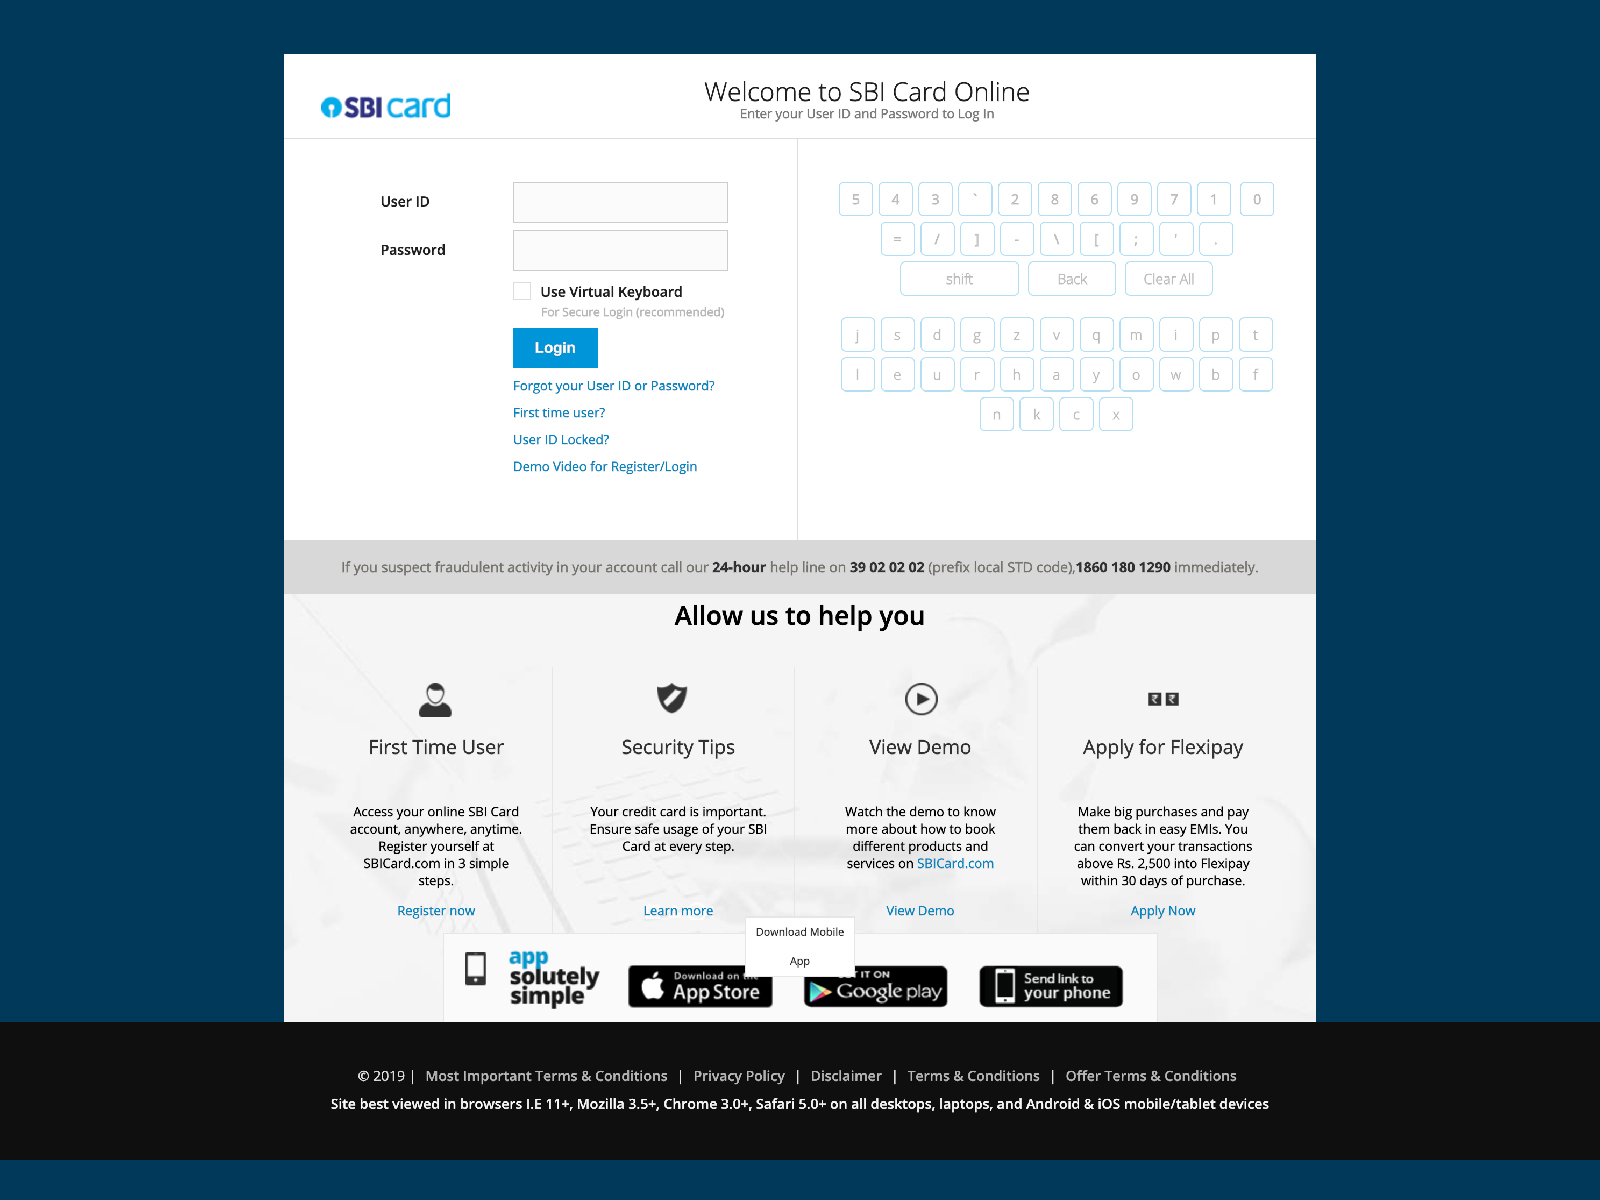 SBI card
Welcome to SBI Card Online
Enter your User ID and Password to Log In
User ID
Password
Use Virtual Keyboard
For Secure Login (recommended)
Login
Forgot your User ID or Password?
First time user?
User ID Locked?
Demo Video for Register/Login
5 4 3 ` 2 8 6 9 7 1 0
= / ] - \ [ ; ' .
shift Back Clear All
j s d g z v q m i p t
l e u r h a y o w b f
n k c x
If you suspect fraudulent activity in your account call our 24-hour help line on 39 02 02 02 (prefix local STD code),1860 180 1290 immediately.
Allow us to help you
First Time User
Access your online SBI Card
account, anywhere, anytime.
Register yourself at
SBICard.com in 3 simple
steps.
Register now
Security Tips
Your credit card is important.
Ensure safe usage of your SBI
Card at every step.
Learn more
View Demo
Watch the demo to know
more about how to book
different products and
services on SBICard.com
View Demo
Apply for Flexipay
Make big purchases and pay
them back in easy EMIs. You
can convert your transactions
above Rs. 2,500 into Flexipay
within 30 days of purchase.
Apply Now
Download Mobile
App
app
solutely
simple
Download on the
App Store
GET IT ON
Google play
Send link to
your phone
© 2019 | Most Important Terms & Conditions | Privacy Policy | Disclaimer | Terms & Conditions | Offer Terms & Conditions
Site best viewed in browsers I.E 11+, Mozilla 3.5+, Chrome 3.0+, Safari 5.0+ on all desktops, laptops, and Android & iOS mobile/tablet devices